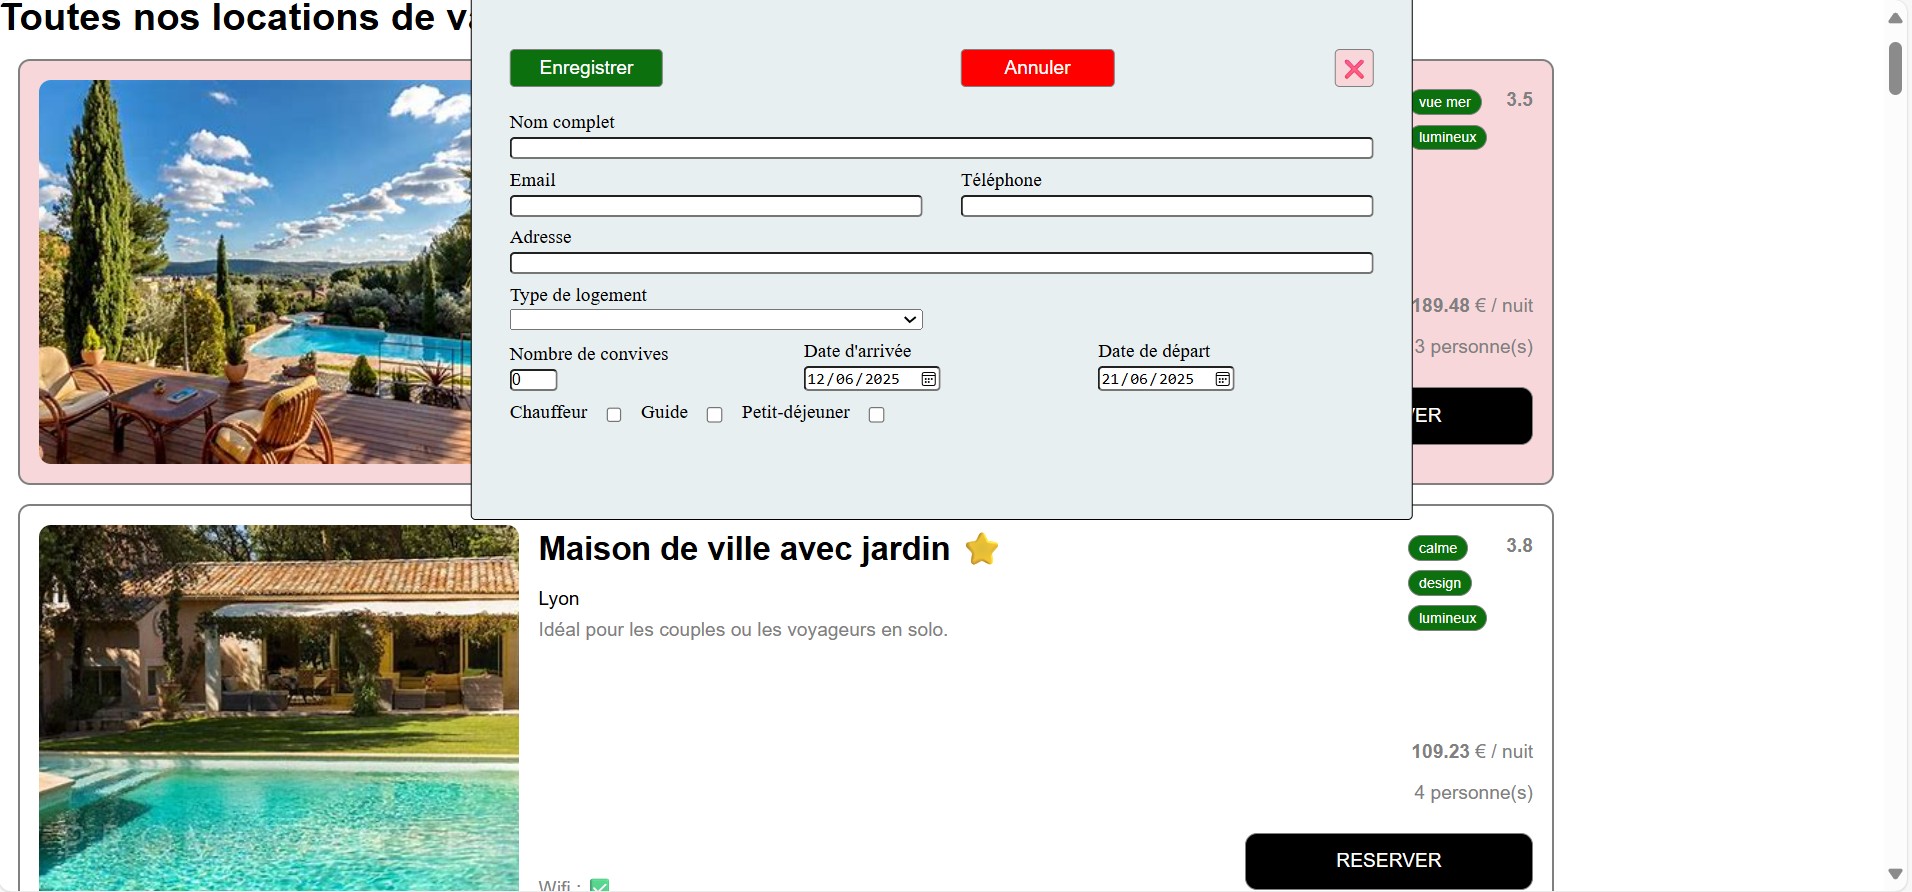 Toutes nos locations de va
Enregistrer
Annuler
Nom complet
Email
Téléphone
Adresse
Type de logement
Nombre de convives
Date d'arrivée
Date de départ
0
12/06/2025
21/06/2025
Chauffeur
Guide
Petit-déjeuner
vue mer
3.5
lumineux
189.48 € / nuit
3 personne(s)
VER
Maison de ville avec jardin
Lyon
Idéal pour les couples ou les voyageurs en solo.
calme
3.8
design
lumineux
109.23 € / nuit
4 personne(s)
RESERVER
Wifi :